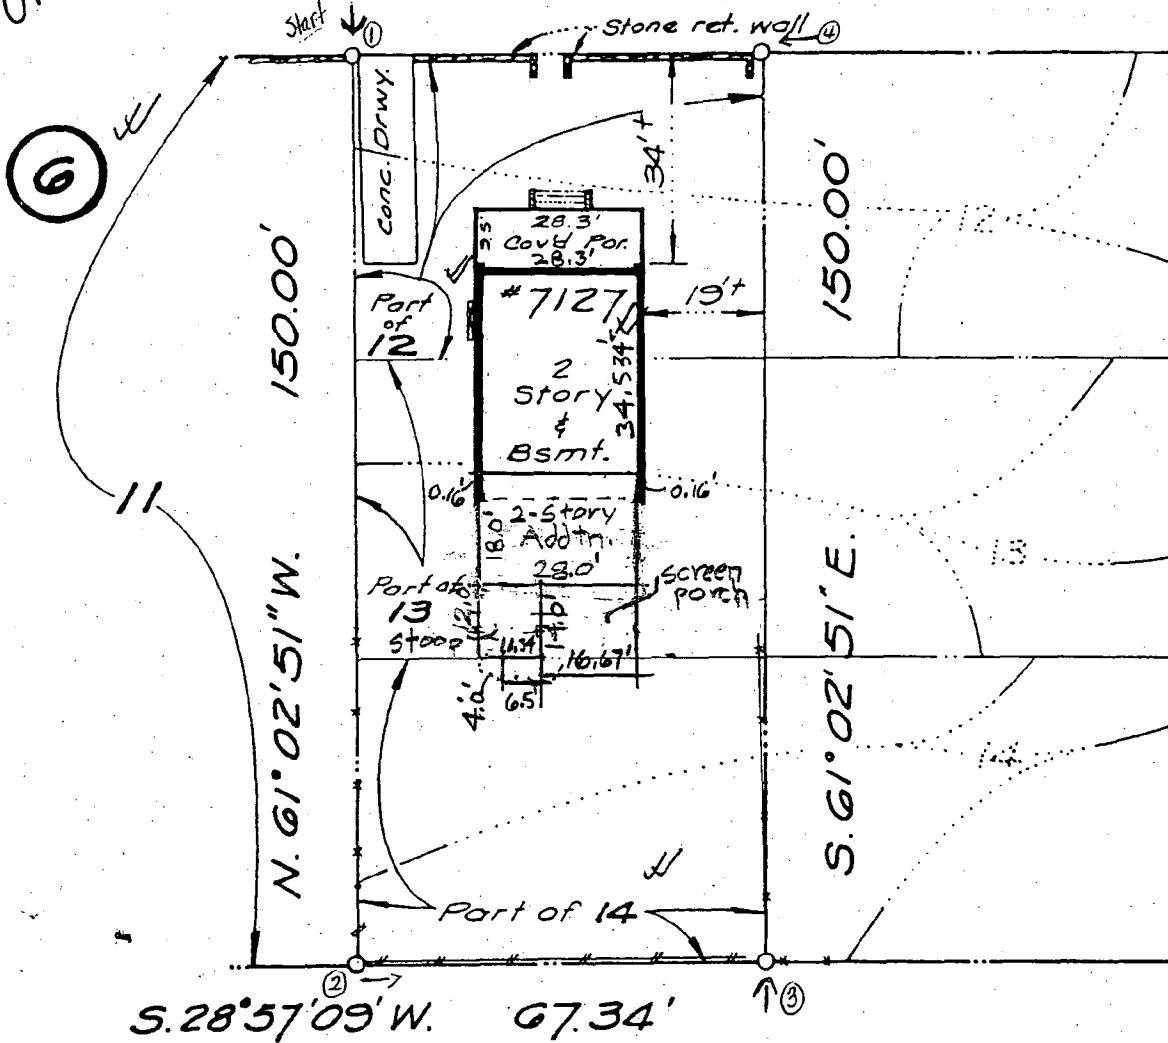 Start
①
Stone ret. wall
④
6
Conc. Drwy.
34'±
28.3'
Cov'd Por.
28.3'
12
150.00'
150.00'
# 7127
19'±
Part
of
12
2
Story
&
Bsmt.
34.5
11
0.16'
0.16'
2-Story
Addtn.
18.0'
28.0'
13
screen
porch
Part of
13
Stoop
14.0'
11.34'
16.67'
4.0'
6.5'
N. 61° 02' 51" W.
S. 61° 02' 51" E.
14
Part of 14
②
③
S. 28° 57' 09" W. 67.34'